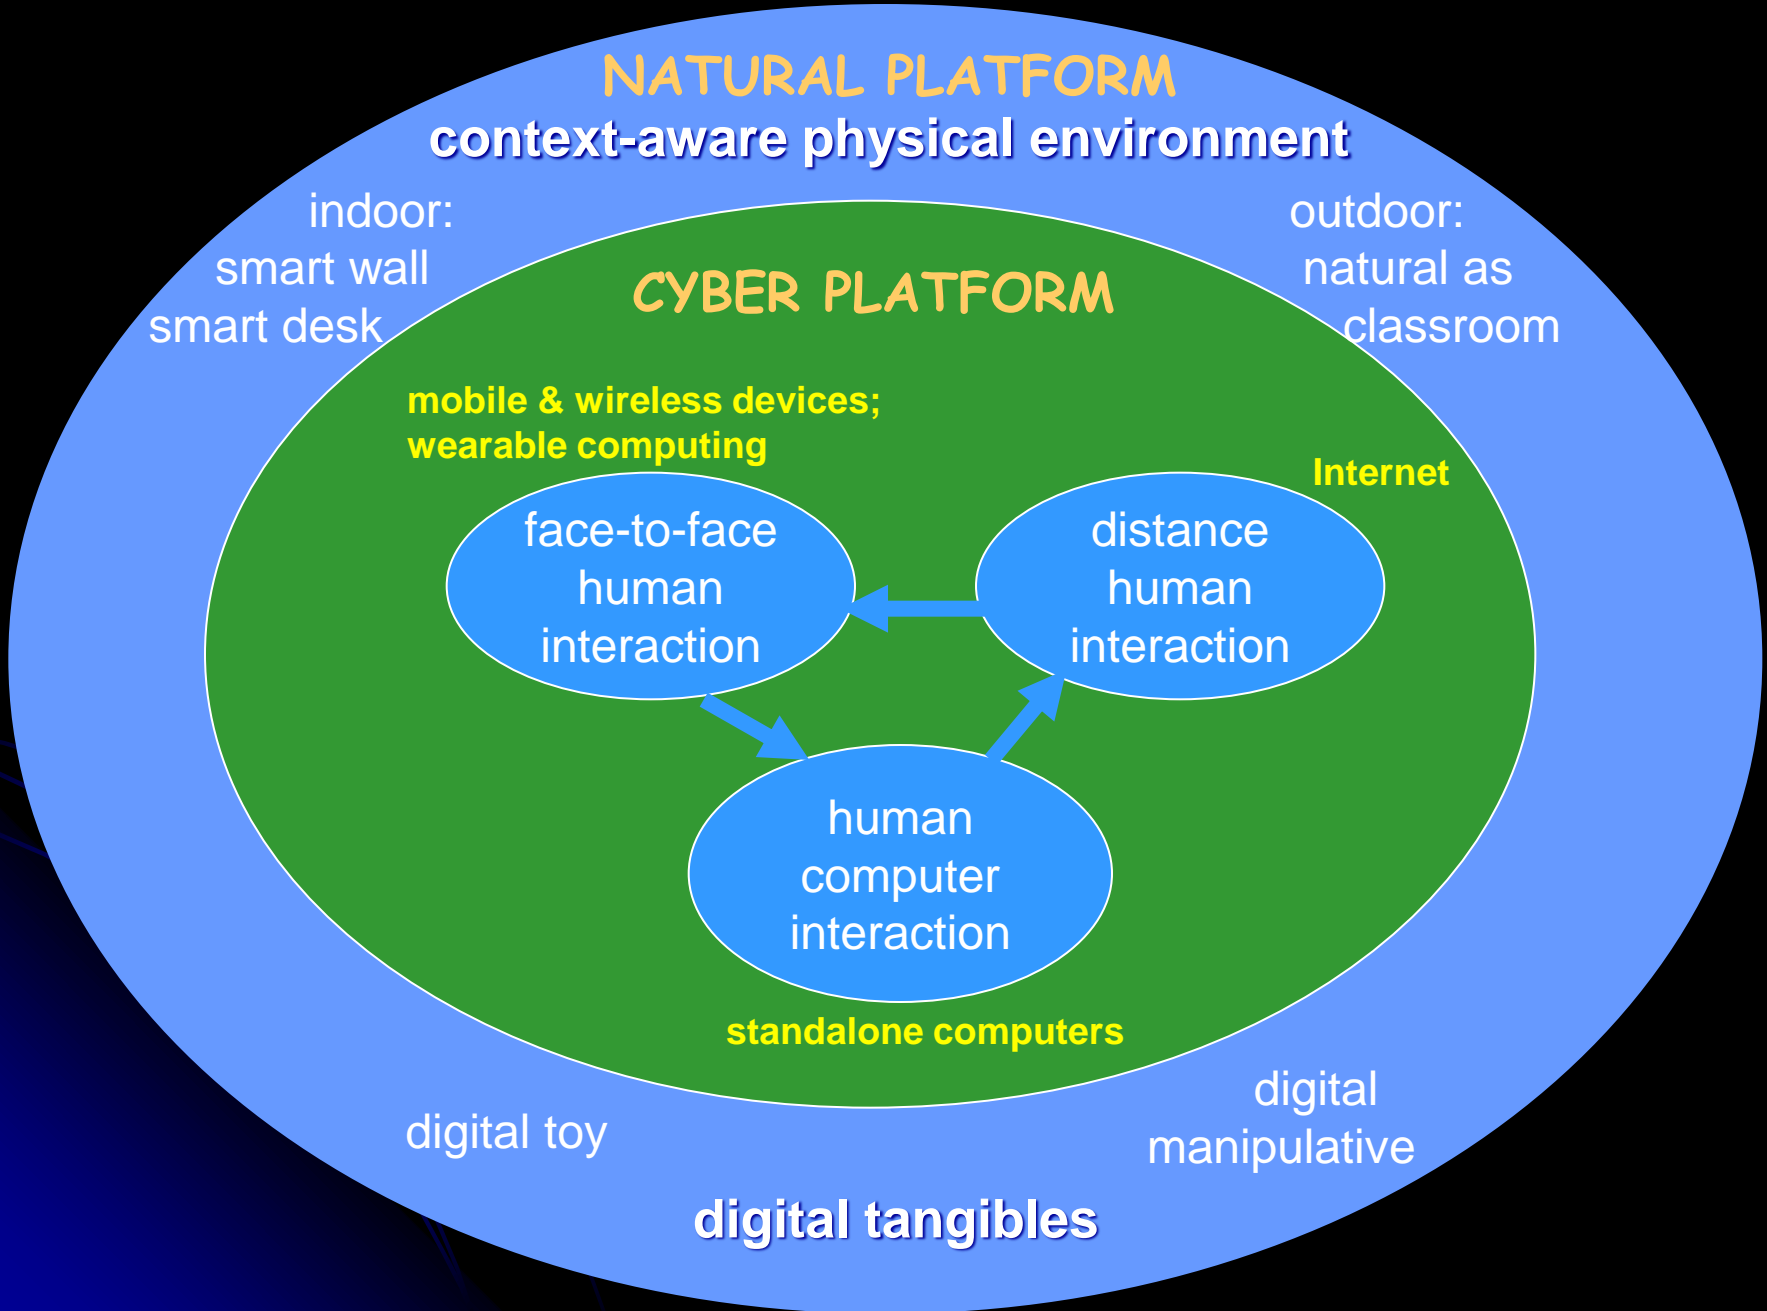 NATURAL PLATFORM
context-aware physical environment
indoor:
smart wall
smart desk
outdoor:
natural as
classroom
CYBER PLATFORM
mobile & wireless devices;
wearable computing
Internet
face-to-face
human
interaction
distance
human
interaction
human
computer
interaction
standalone computers
digital toy
digital
manipulative
digital tangibles